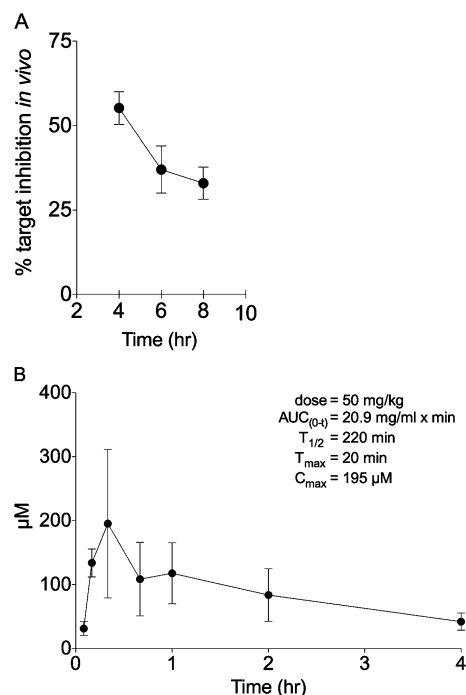 A
% target inhibition in vivo
75
50
25
0
2 4 6 8 10
Time (hr)
B
400
300
200
100
0
µM
dose = 50 mg/kg
AUC(0-t) = 20.9 mg/ml x min
T1/2 = 220 min
Tmax = 20 min
Cmax = 195 µM
0 1 2 3 4
Time (hr)